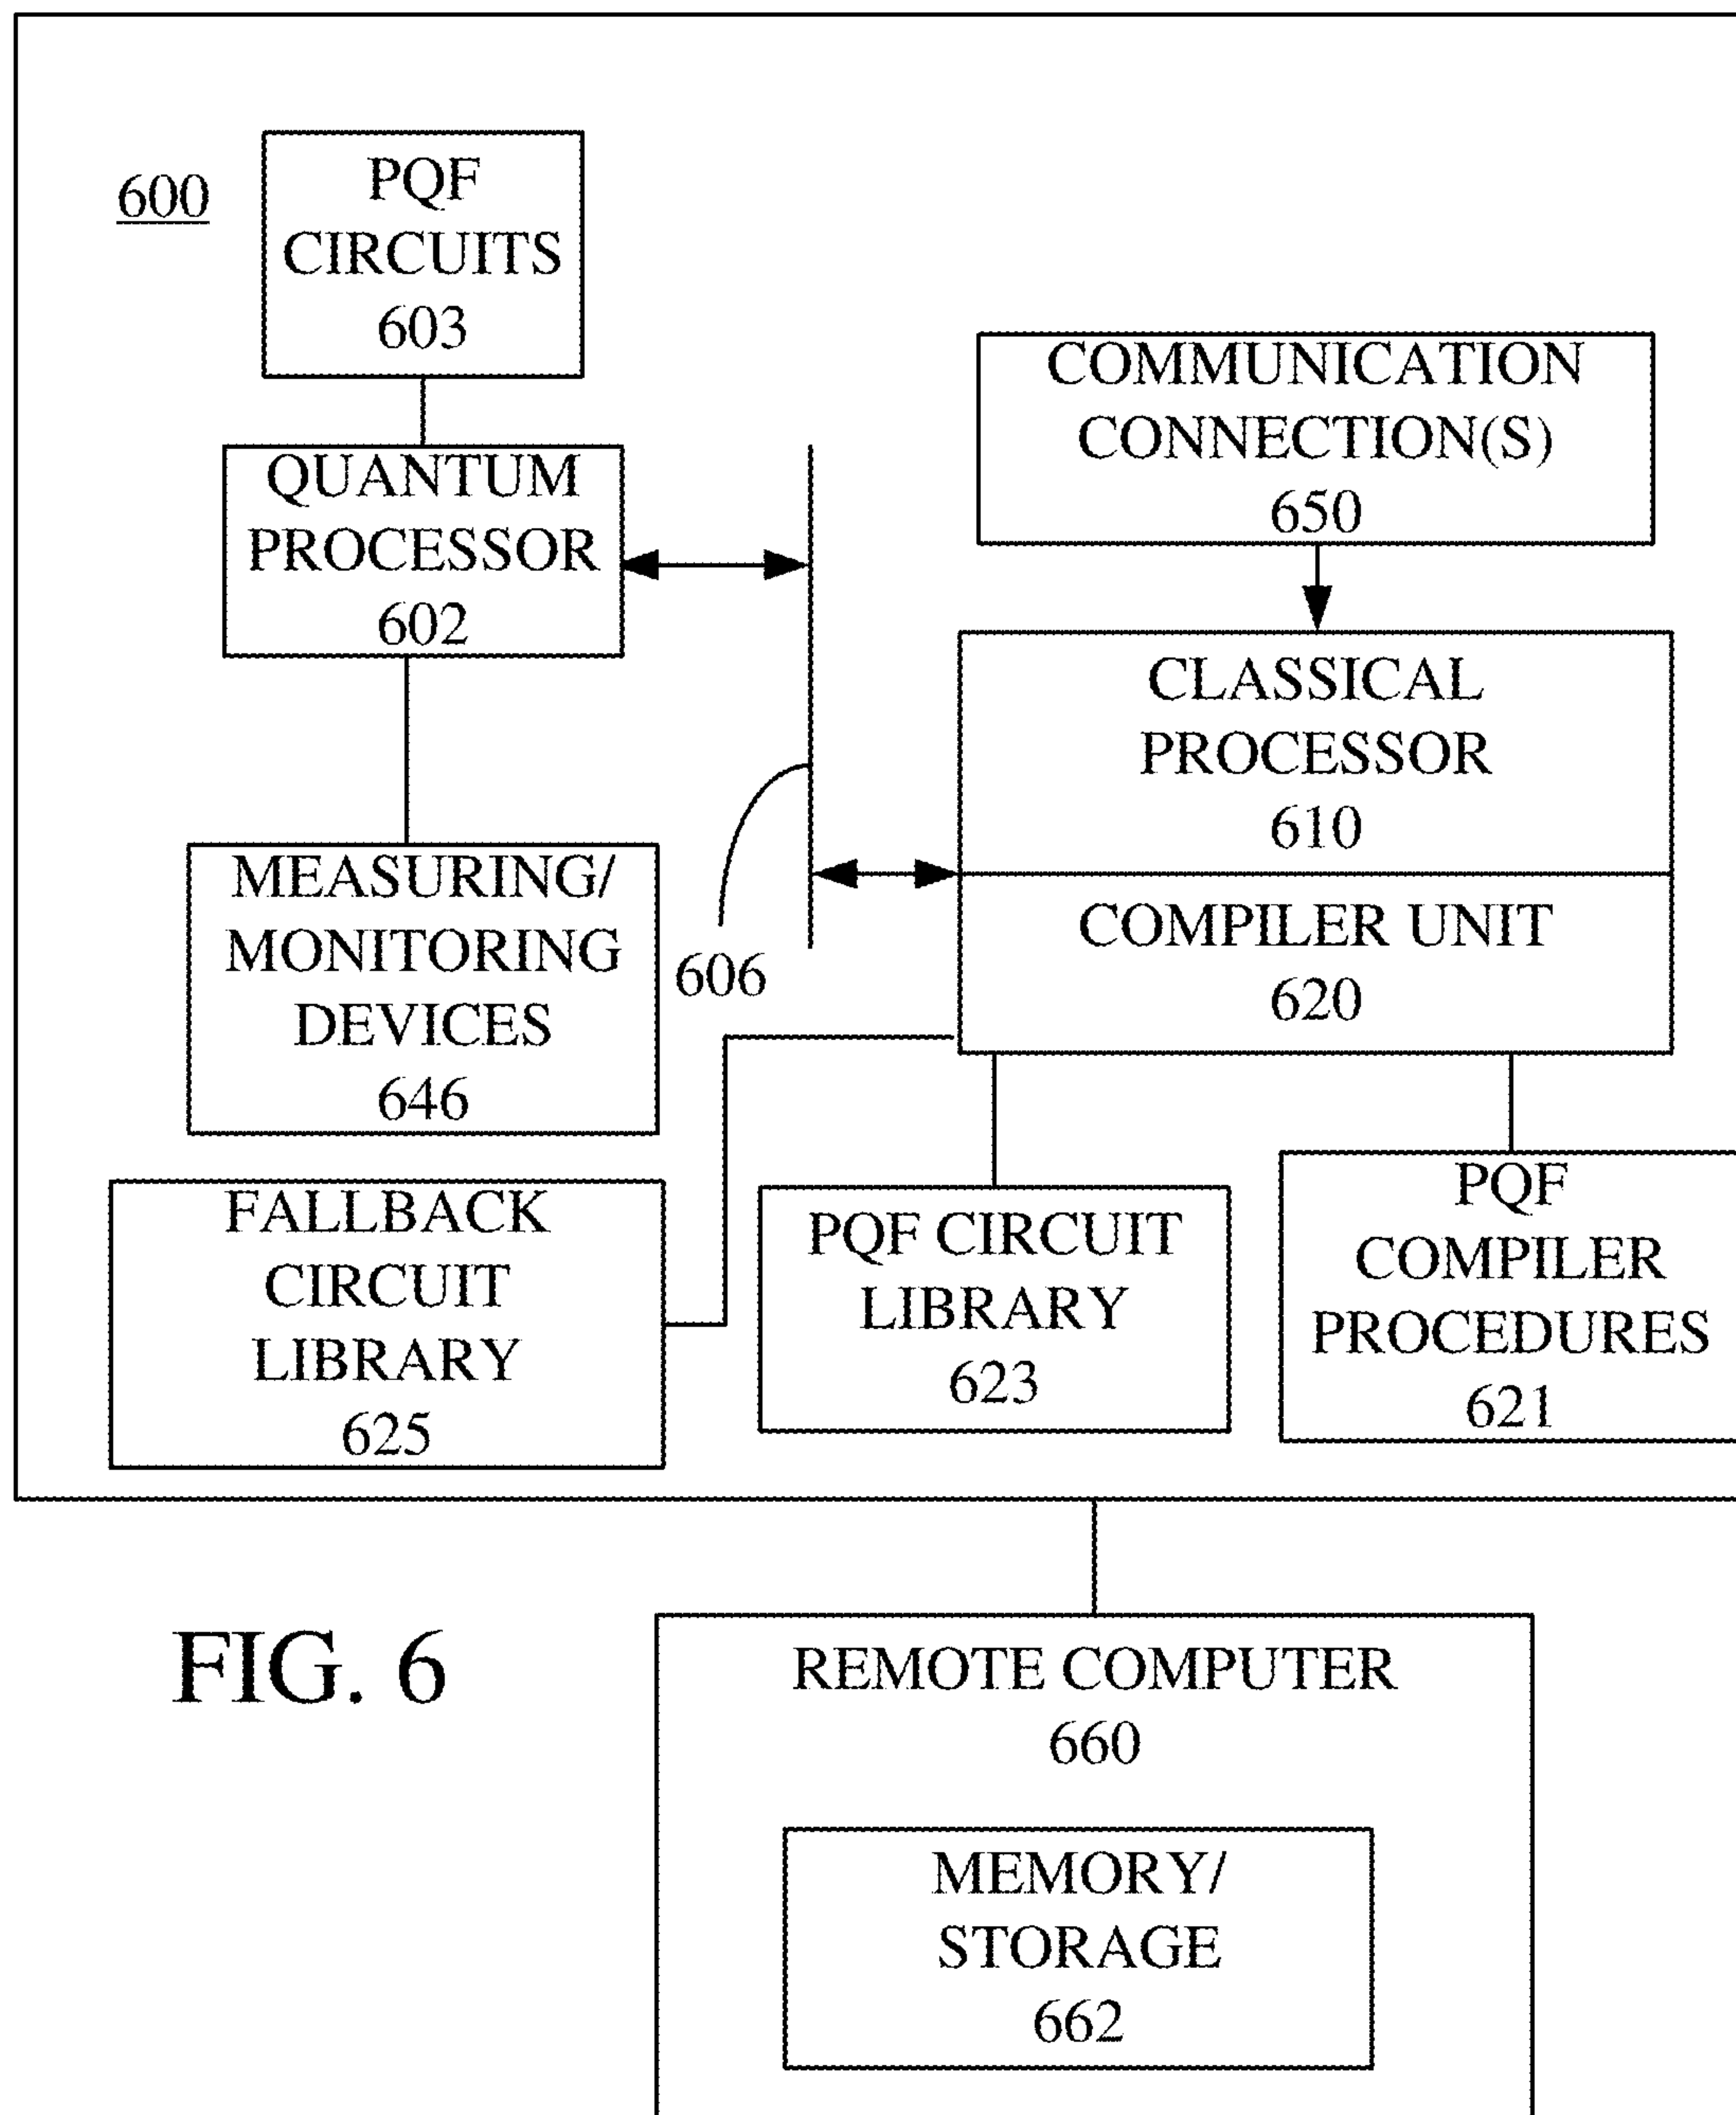 600
PQF
CIRCUITS
603
COMMUNICATION
CONNECTION(S)
650
QUANTUM
PROCESSOR
602
CLASSICAL
PROCESSOR
610
MEASURING/
MONITORING
DEVICES
646
606
COMPILER UNIT
620
FALLBACK
CIRCUIT
LIBRARY
625
PQF CIRCUIT
LIBRARY
623
PQF
COMPILER
PROCEDURES
621
FIG. 6
REMOTE COMPUTER
660
MEMORY/
STORAGE
662